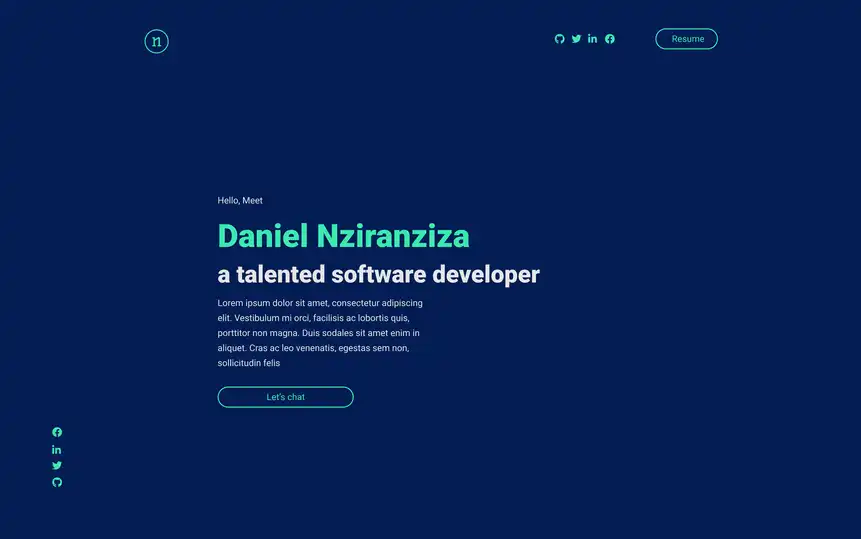 n
Resume
Hello, Meet
Daniel Nziranziza
a talented software developer
Lorem ipsum dolor sit amet, consectetur adipiscing
elit. Vestibulum mi orci, facilisis ac lobortis quis,
porttitor non magna. Duis sodales sit amet enim in
aliquet. Cras ac leo venenatis, egestas sem non,
sollicitudin felis
Let's chat